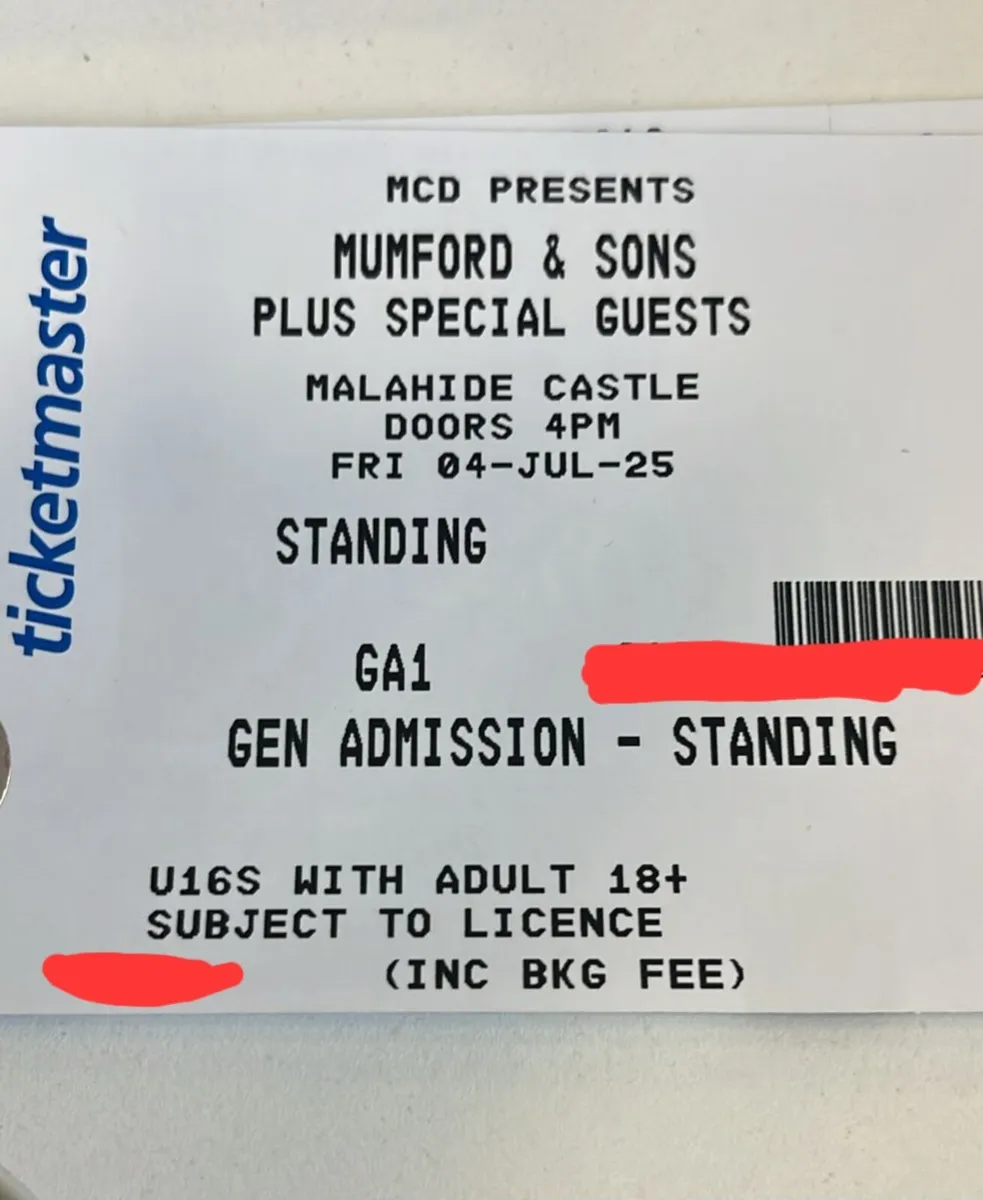 ticketmaster
MCD PRESENTS
MUMFORD & SONS
PLUS SPECIAL GUESTS
MALAHIDE CASTLE
DOORS 4PM
FRI 04-JUL-25
STANDING
GA1
GEN ADMISSION - STANDING
U16S WITH ADULT 18+
SUBJECT TO LICENCE
(INC BKG FEE)